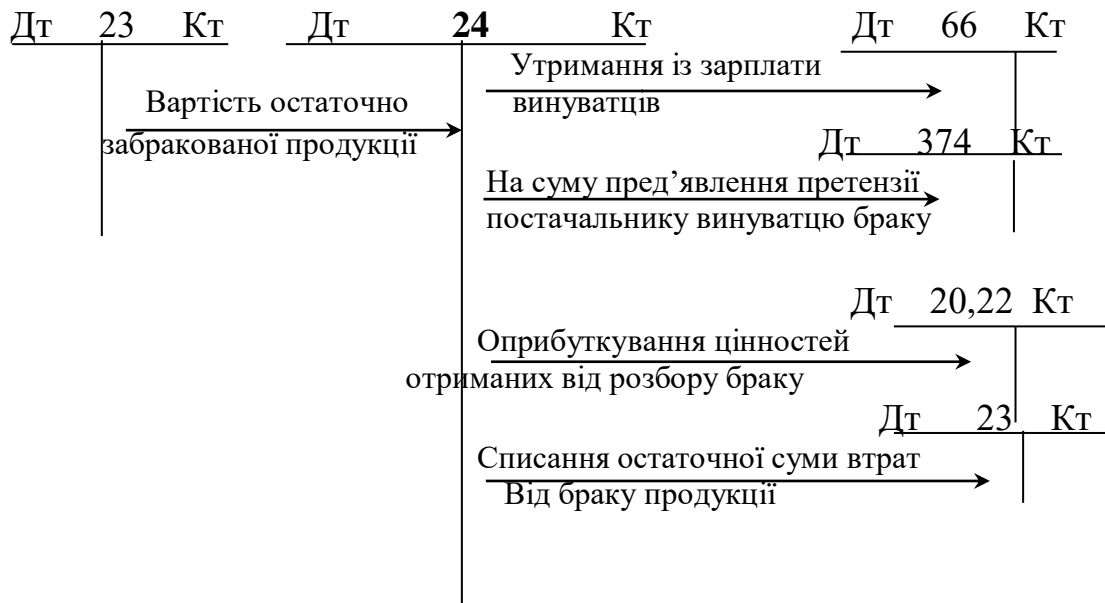 Дт 23 Кт Дт 24 Кт Дт 66 Кт
Утримання із зарплати
винуватців
Вартість остаточно
забракованої продукції
Дт 374 Кт
На суму пред’явлення претензії
постачальнику винуватцю браку
Дт 20,22 Кт
Оприбуткування цінностей
отриманих від розбору браку
Дт 23 Кт
Списання остаточної суми втрат
Від браку продукції